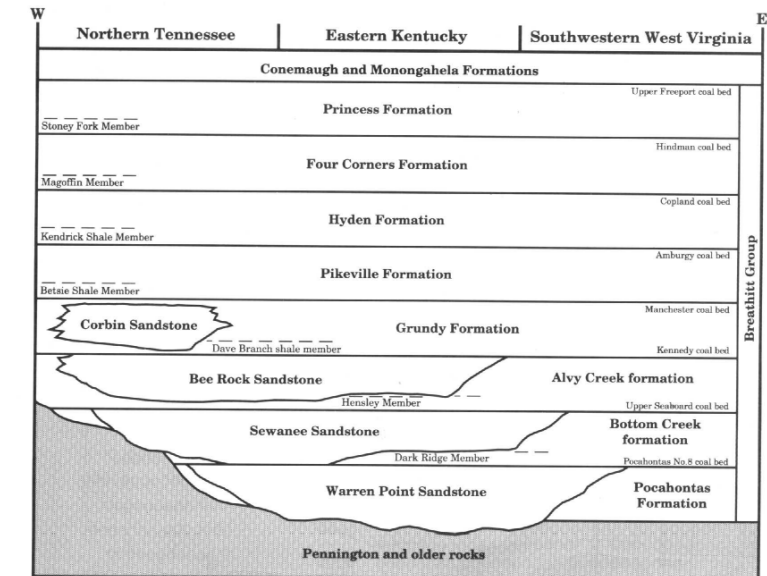 W
E
Northern Tennessee
Eastern Kentucky
Southwestern West Virginia
Conemaugh and Monongahela Formations
Upper Freeport coal bed
Princess Formation
Stoney Fork Member
Hindman coal bed
Four Corners Formation
Magoffin Member
Copland coal bed
Hyden Formation
Kendrick Shale Member
Amburgy coal bed
Pikeville Formation
Betsie Shale Member
Manchester coal bed
Corbin Sandstone
Grundy Formation
Dave Branch shale member
Kennedy coal bed
Bee Rock Sandstone
Alvy Creek formation
Hensley Member
Upper Seaboard coal bed
Sewanee Sandstone
Bottom Creek
formation
Dark Ridge Member
Pocahontas No.8 coal bed
Warren Point Sandstone
Pocahontas
Formation
Pennington and older rocks
Breathitt Group